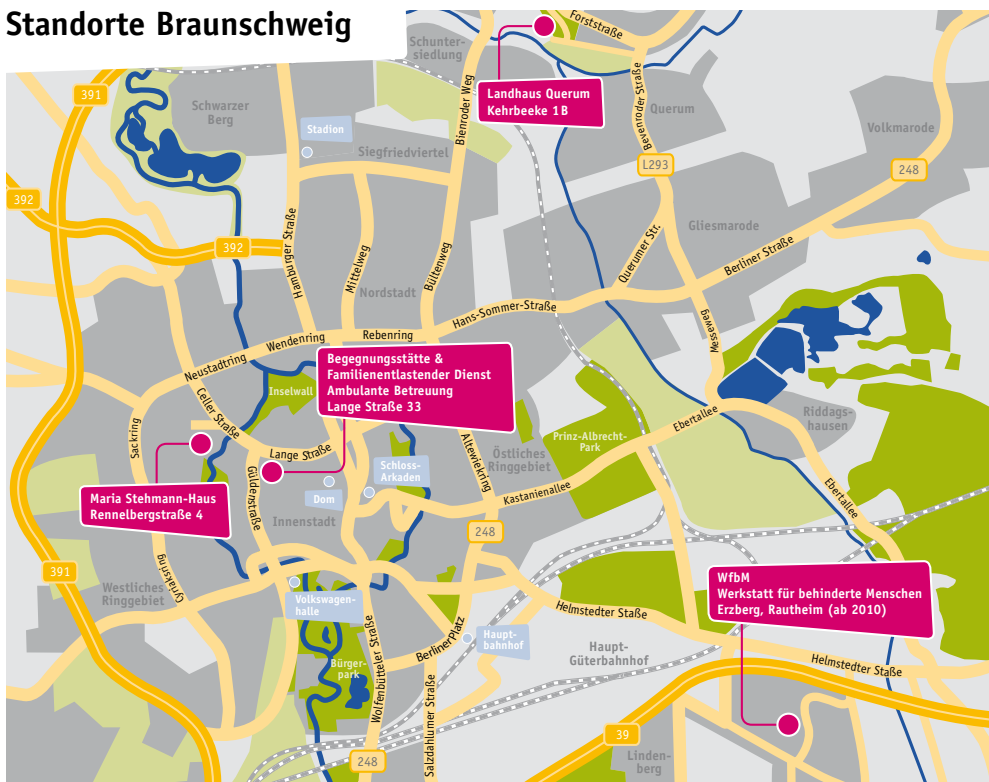 Standorte Braunschweig
391
392
392
391
Schwarzer
Berg
Stadion
Siegfriedviertel
Schunter-
siedlung
Bienroder Weg
Forststraße
Landhaus Querum
Kehrbeeke 1B
Bevenroder Straße
Querum
L293
Volkmarode
248
Gliesmarode
Berliner Straße
Querumer Str.
Hamburger Straße
Mittelweg
Bültenweg
Nordstadt
Hans-Sommer-Straße
Messeweg
Neustadtring
Wendenring
Rebenring
Begegnungsstätte &
Familienentlastender Dienst
Ambulante Betreuung
Lange Straße 33
Inselwall
Celler Straße
Sackring
Lange Straße
Güldenstraße
Dom
Schloss-
Arkaden
Innenstadt
Altewiekring
Östliches
Ringgebiet
Prinz-Albrecht-
Park
Kastanienallee
Ebertallee
Riddags-
hausen
Ebertallee
Maria Stehmann-Haus
Rennelbergstraße 4
248
Westliches
Ringgebiet
Cyriaksring
Volkswagen-
halle
Bürger-
park
Wolfenbütteler Straße
BerlinerPlatz
Haupt-
bahnhof
Salzdahlumer Straße
248
Helmstedter Staße
Haupt-
Güterbahnhof
WfbM
Werkstatt für behinderte Menschen
Erzberg, Rautheim (ab 2010)
Helmstedter Staße
39
Linden-
berg